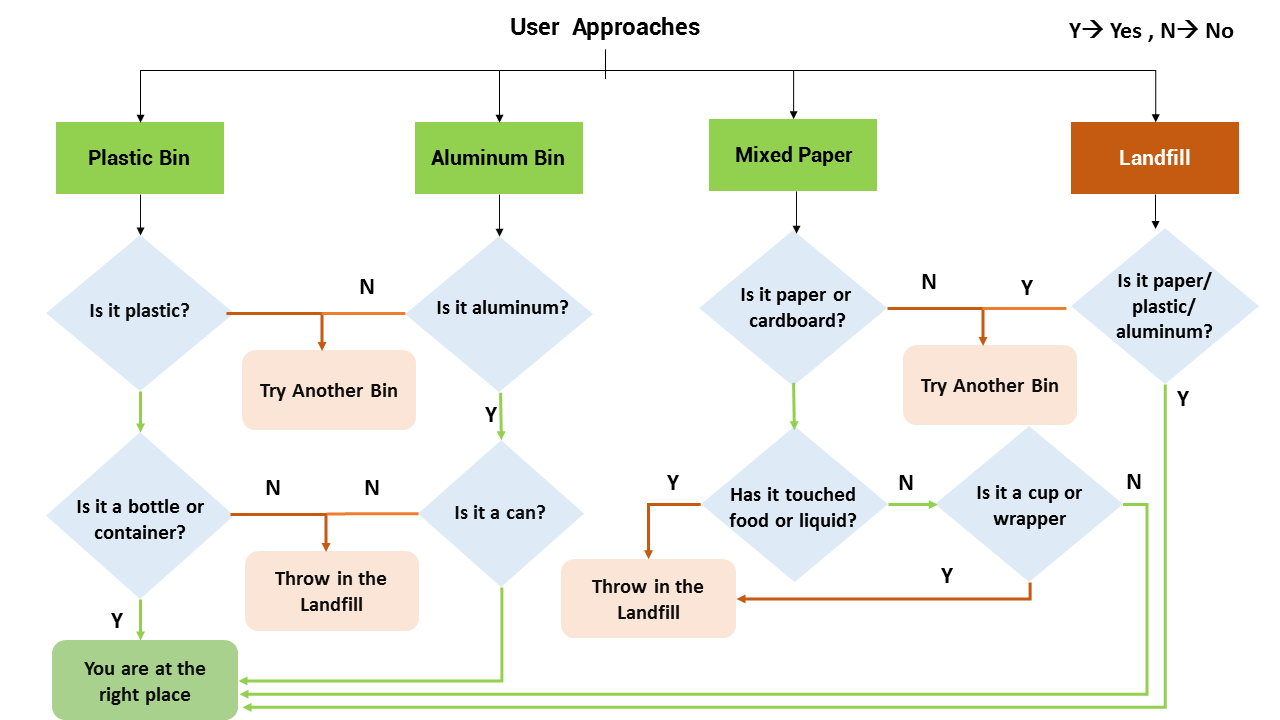 User Approaches
Y→ Yes , N→ No
Plastic Bin
Aluminum Bin
Mixed Paper
Landfill
Is it plastic?
N
Is it aluminum?
Is it paper or
cardboard?
N
Y
Is it paper/
plastic/
aluminum?
Try Another Bin
Try Another Bin
Y
Y
Is it a bottle or
container?
N
N
Is it a can?
Y
Has it touched
food or liquid?
N
Is it a cup or
wrapper
N
Throw in the
Landfill
Throw in the
Landfill
Y
Y
You are at the
right place